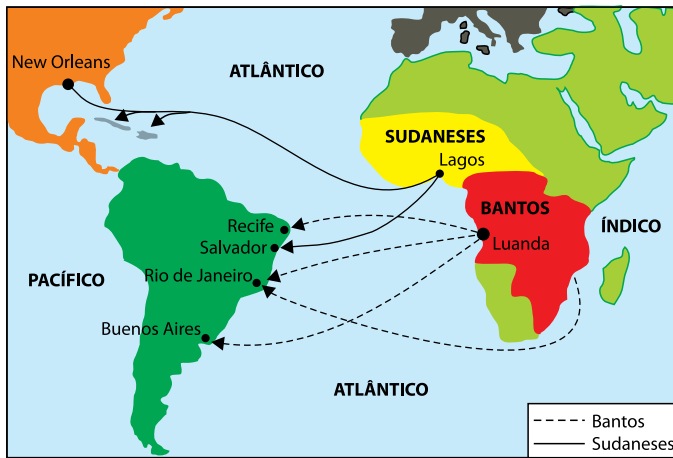 New Orleans
ATLÂNTICO
SUDANESES
Lagos
BANTOS
ÍNDICO
Recife
Luanda
Salvador
PACÍFICO
Rio de Janeiro
Buenos Aires
ATLÂNTICO
Bantos
Sudaneses